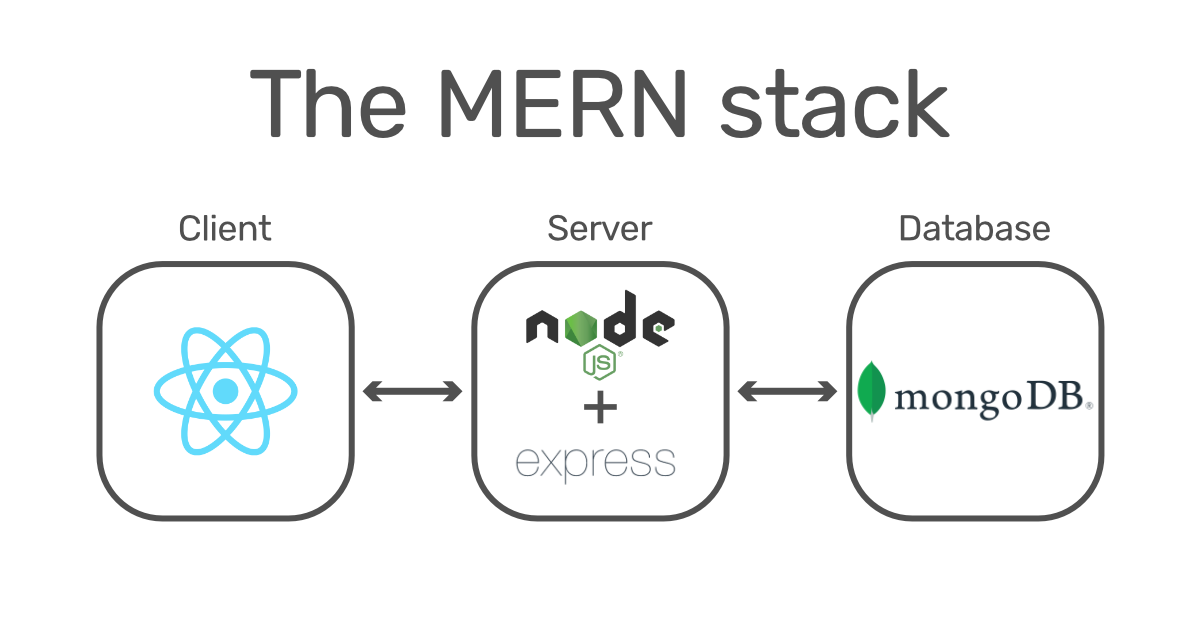 The MERN stack
Client
Server
Database
node
JS®
+
express
mongoDB®